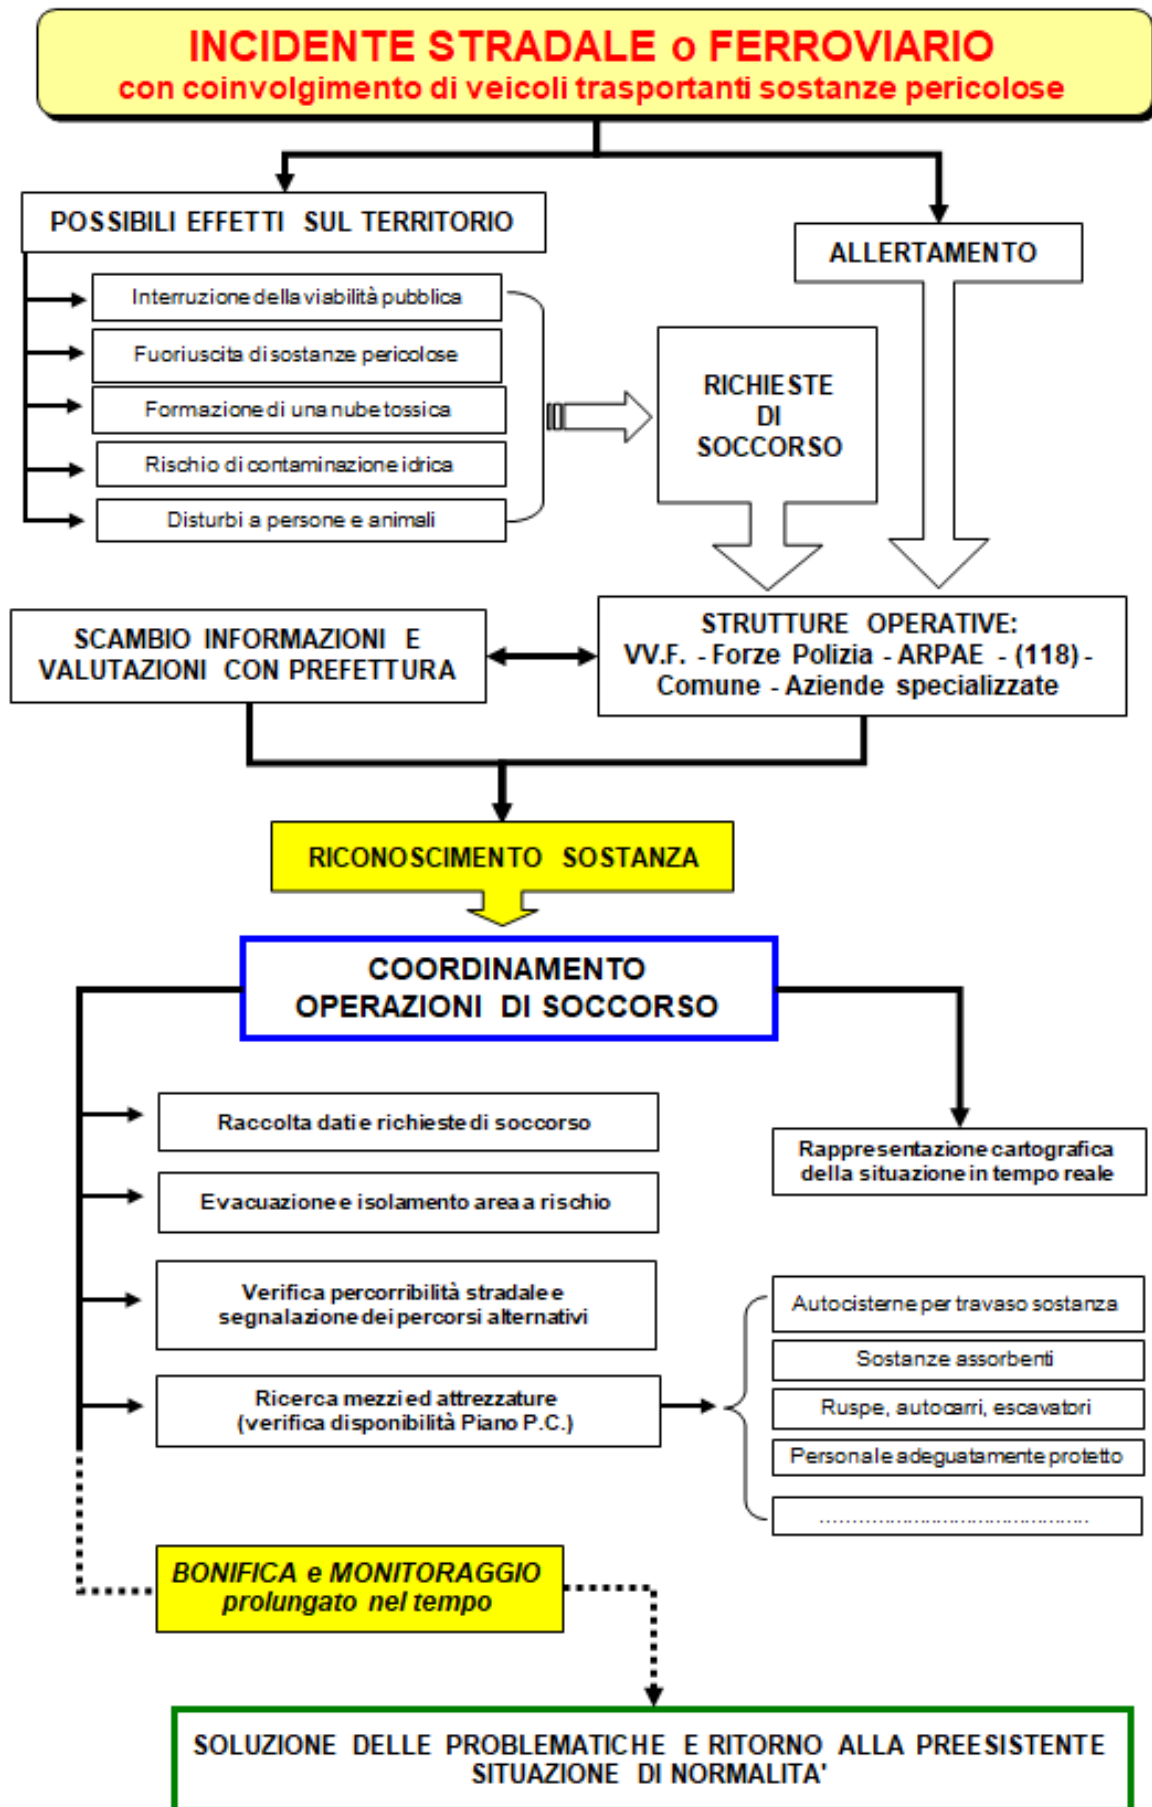 INCIDENTE STRADALE o FERROVIARIO
con coinvolgimento di veicoli trasportanti sostanze pericolose
POSSIBILI EFFETTI SUL TERRITORIO
ALLERTAMENTO
Interruzione della viabilità pubblica
Fuoriuscita di sostanze pericolose
Formazione di una nube tossica
Rischio di contaminazione idrica
Disturbi a persone e animali
RICHIESTE
DI
SOCCORSO
SCAMBIO INFORMAZIONI E
VALUTAZIONI CON PREFETTURA
STRUTTURE OPERATIVE:
VV.F. - Forze Polizia - ARPAE - (118) -
Comune - Aziende specializzate
RICONOSCIMENTO SOSTANZA
COORDINAMENTO
OPERAZIONI DI SOCCORSO
Raccolta dati e richieste di soccorso
Evacuazione e isolamento area a rischio
Verifica percorribilità stradale e
segnalazione dei percorsi alternativi
Ricerca mezzi ed attrezzature
(verifica disponibilità Piano P.C.)
Rappresentazione cartografica
della situazione in tempo reale
Autocisterne per travaso sostanza
Sostanze assorbenti
Ruspe, autocarri, escavatori
Personale adeguatamente protetto
................................................
BONIFICA e MONITORAGGIO
prolungato nel tempo
SOLUZIONE DELLE PROBLEMATICHE E RITORNO ALLA PREESISTENTE
SITUAZIONE DI NORMALITA'